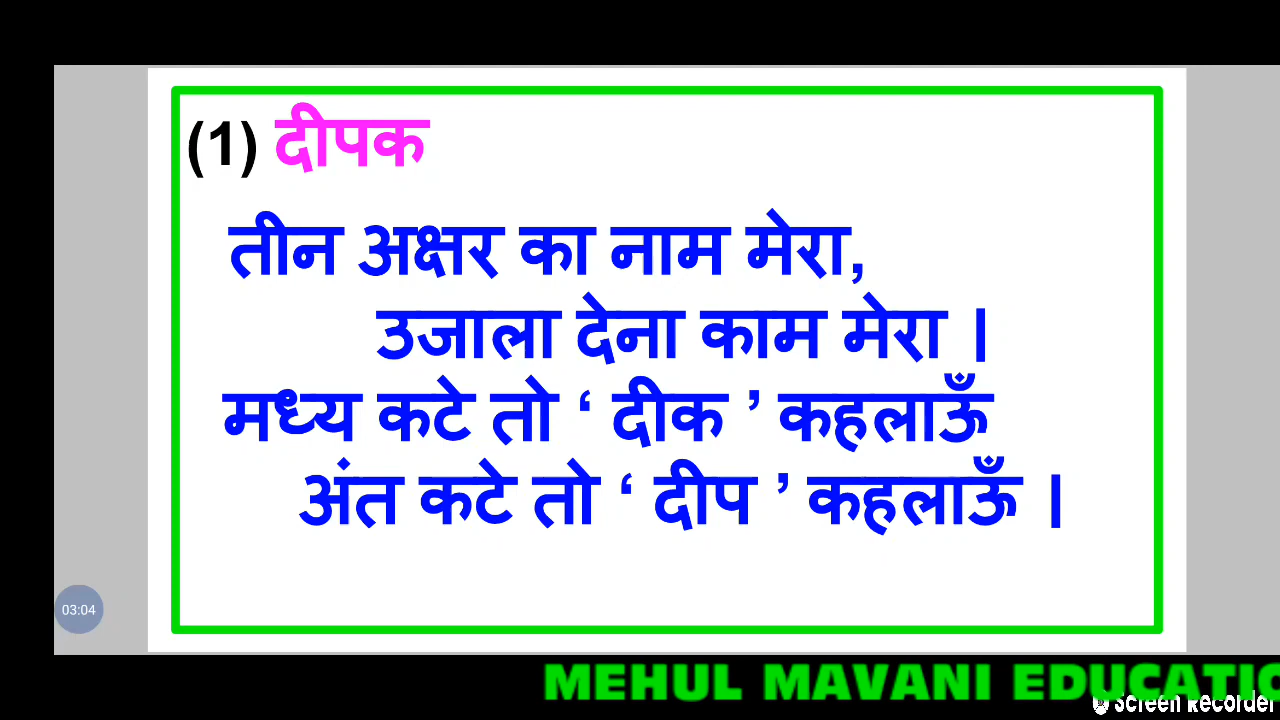 (1) दीपक
तीन अक्षर का नाम मेरा,
उजाला देना काम मेरा |
मध्य कटे तो ‘ दीक ’ कहलाऊँ
अंत कटे तो ‘ दीप ’ कहलाऊँ |
03:04
MEHUL MAVANI EDUCATIO
Screen Recorder